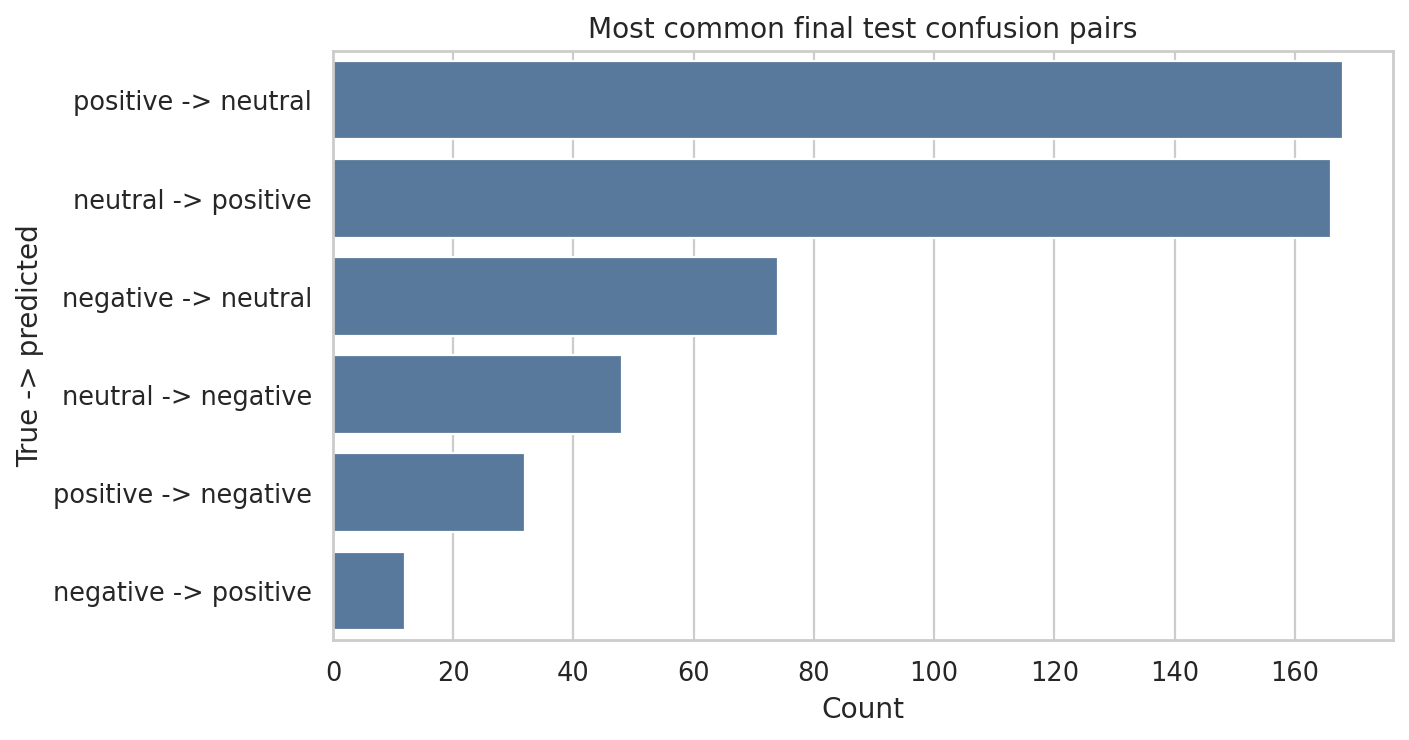 Most common final test confusion pairs
True -> predicted
positive -> neutral
neutral -> positive
negative -> neutral
neutral -> negative
positive -> negative
negative -> positive
0 20 40 60 80 100 120 140 160
Count